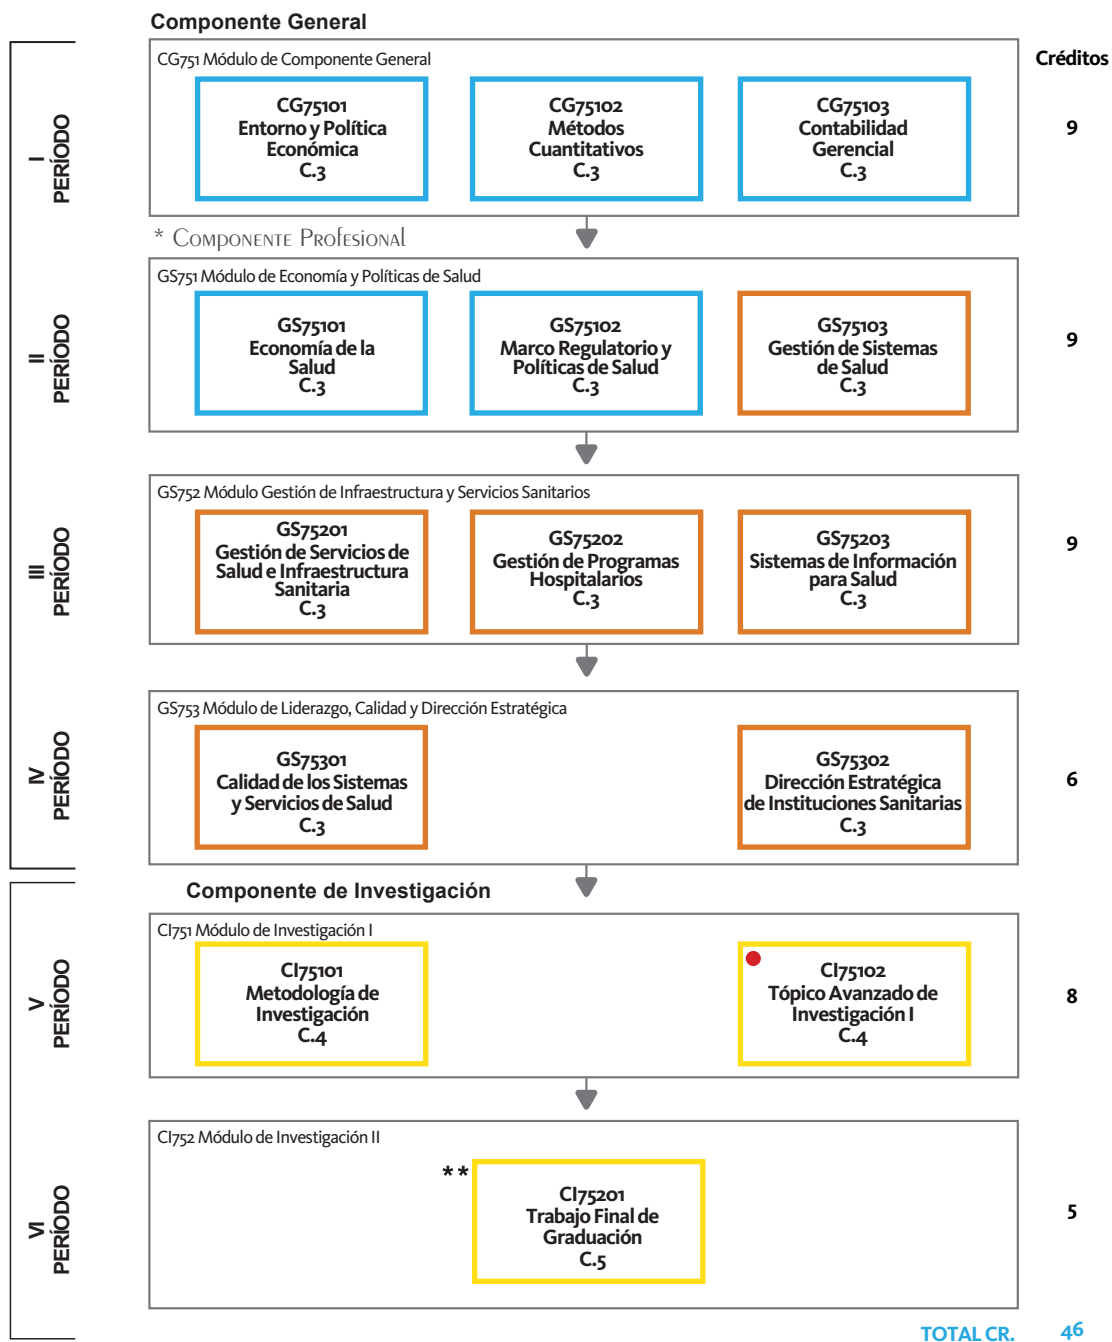 Componente General
Créditos
I
PERÍODO
CG751 Módulo de Componente General
CG75101
Entorno y Política
Económica
C.3
CG75102
Métodos
Cuantitativos
C.3
CG75103
Contabilidad
Gerencial
C.3
9
* Componente Profesional
II
PERÍODO
GS751 Módulo de Economía y Políticas de Salud
GS75101
Economía de la
Salud
C.3
GS75102
Marco Regulatorio y
Políticas de Salud
C.3
GS75103
Gestión de Sistemas
de Salud
C.3
9
III
PERÍODO
GS752 Módulo Gestión de Infraestructura y Servicios Sanitarios
GS75201
Gestión de Servicios de
Salud e Infraestructura
Sanitaria
C.3
GS75202
Gestión de Programas
Hospitalarios
C.3
GS75203
Sistemas de Información
para Salud
C.3
9
IV
PERÍODO
GS753 Módulo de Liderazgo, Calidad y Dirección Estratégica
GS75301
Calidad de los Sistemas
y Servicios de Salud
C.3
GS75302
Dirección Estratégica
de Instituciones Sanitarias
C.3
6
Componente de Investigación
V
PERÍODO
CI751 Módulo de Investigación I
CI75101
Metodología de
Investigación
C.4
CI75102
Tópico Avanzado de
Investigación I
C.4
8
VI
PERÍODO
CI752 Módulo de Investigación II
**
CI75201
Trabajo Final de
Graduación
C.5
5
TOTAL CR. 46